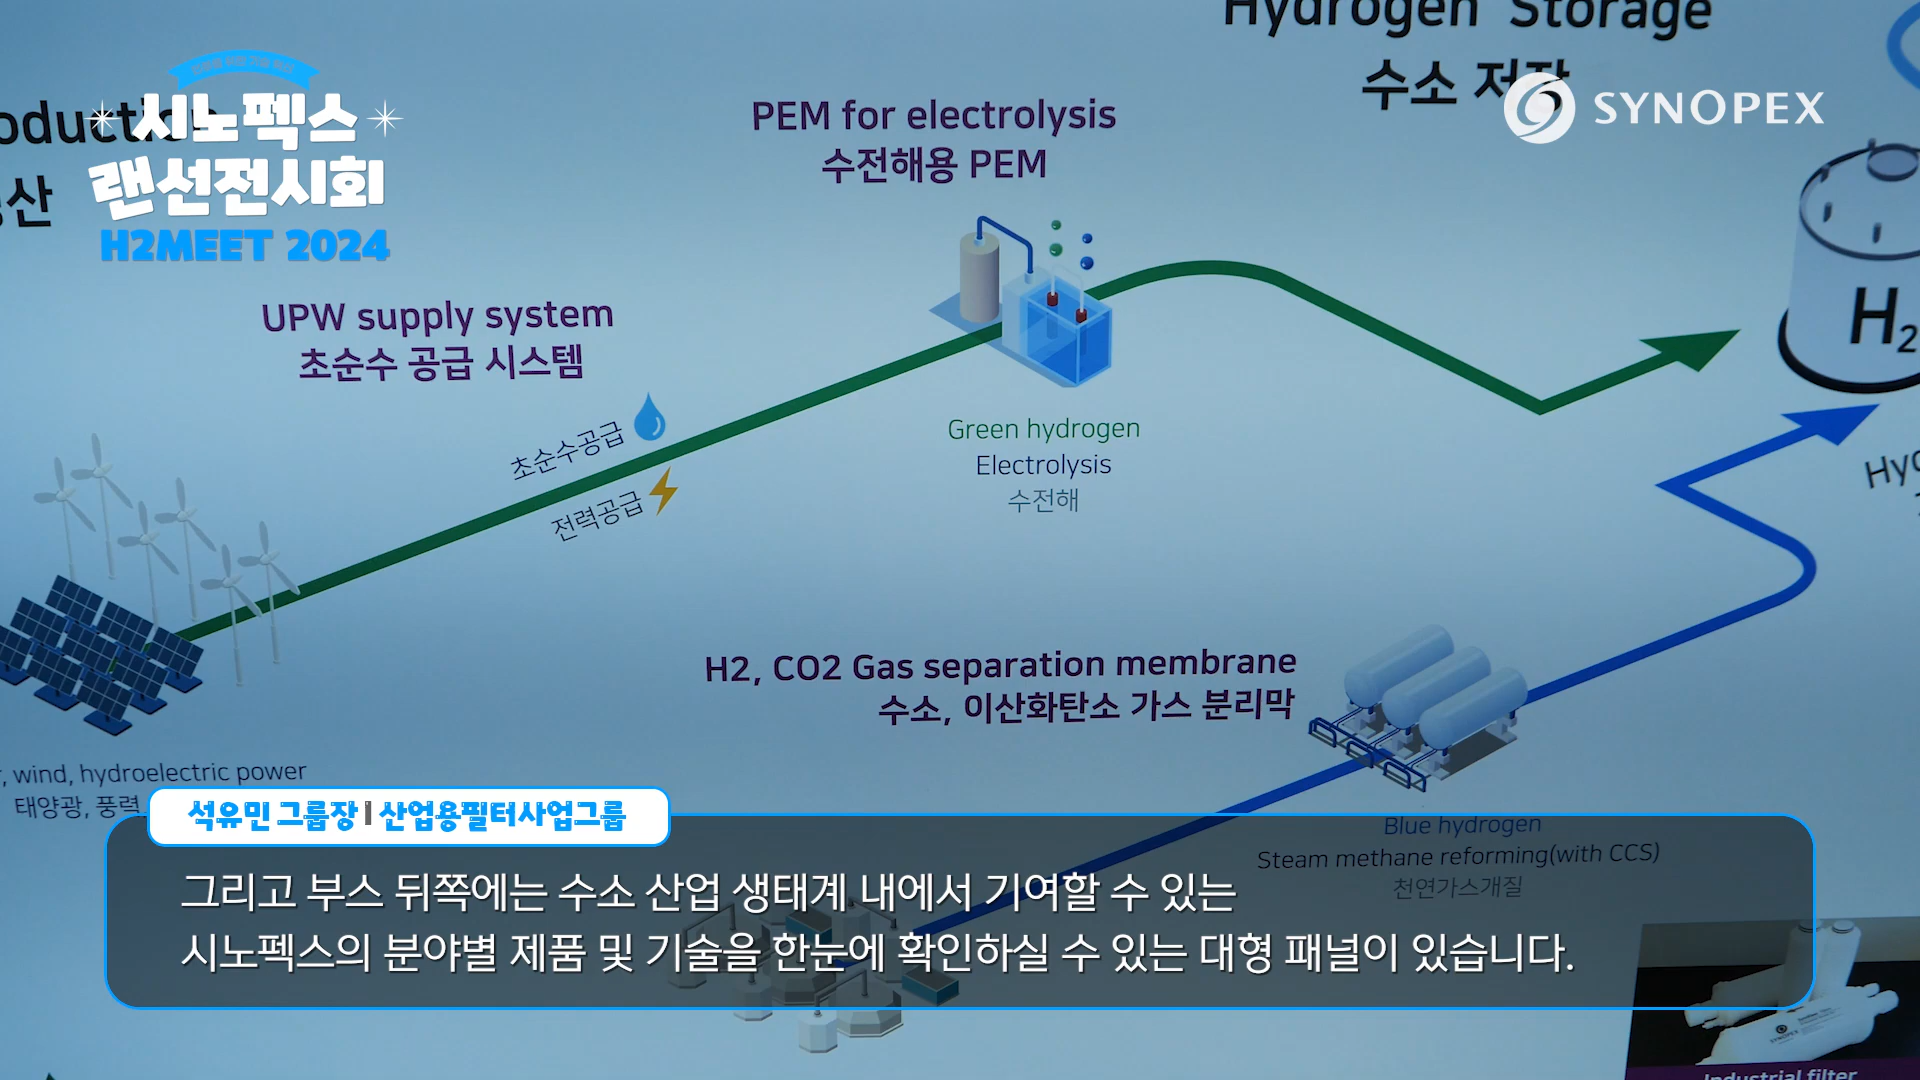 Hydrogen Storage
수소 저장
SYNOPEX
시노펙스
랜선전시회
H2MEET 2024
PEM for electrolysis
수전해용 PEM
UPW supply system
초순수 공급 시스템
초순수공급
전력공급
Green hydrogen
Electrolysis
수전해
H₂
H2, CO2 Gas separation membrane
수소, 이산화탄소 가스 분리막
wind, hydroelectric power
태양광, 풍력
Blue hydrogen
Steam methane reforming(with CCS)
천연가스개질
석유민 그룹장 | 산업용필터사업그룹
그리고 부스 뒤쪽에는 수소 산업 생태계 내에서 기여할 수 있는
시노펙스의 분야별 제품 및 기술을 한눈에 확인하실 수 있는 대형 패널이 있습니다.
SYNOPEX
Industrial filter